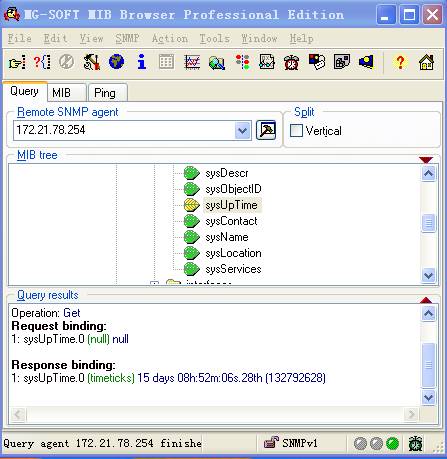 MG-SOFT MIB Browser Professional Edition
File Edit View SNMP Action Tools Window Help
Query MIB Ping
Remote SNMP agent
Split
172.21.78.254
Vertical
MIB tree
sysDescr
sysObjectID
sysUpTime
sysContact
sysName
sysLocation
sysServices
interfaces
Query results
Operation: Get
Request binding:
1: sysUpTime.0 (null) null
Response binding:
1: sysUpTime.0 (timeticks) 15 days 08h:52m:06s.28th (132792628)
Query agent 172.21.78.254 finishe
SNMPv1